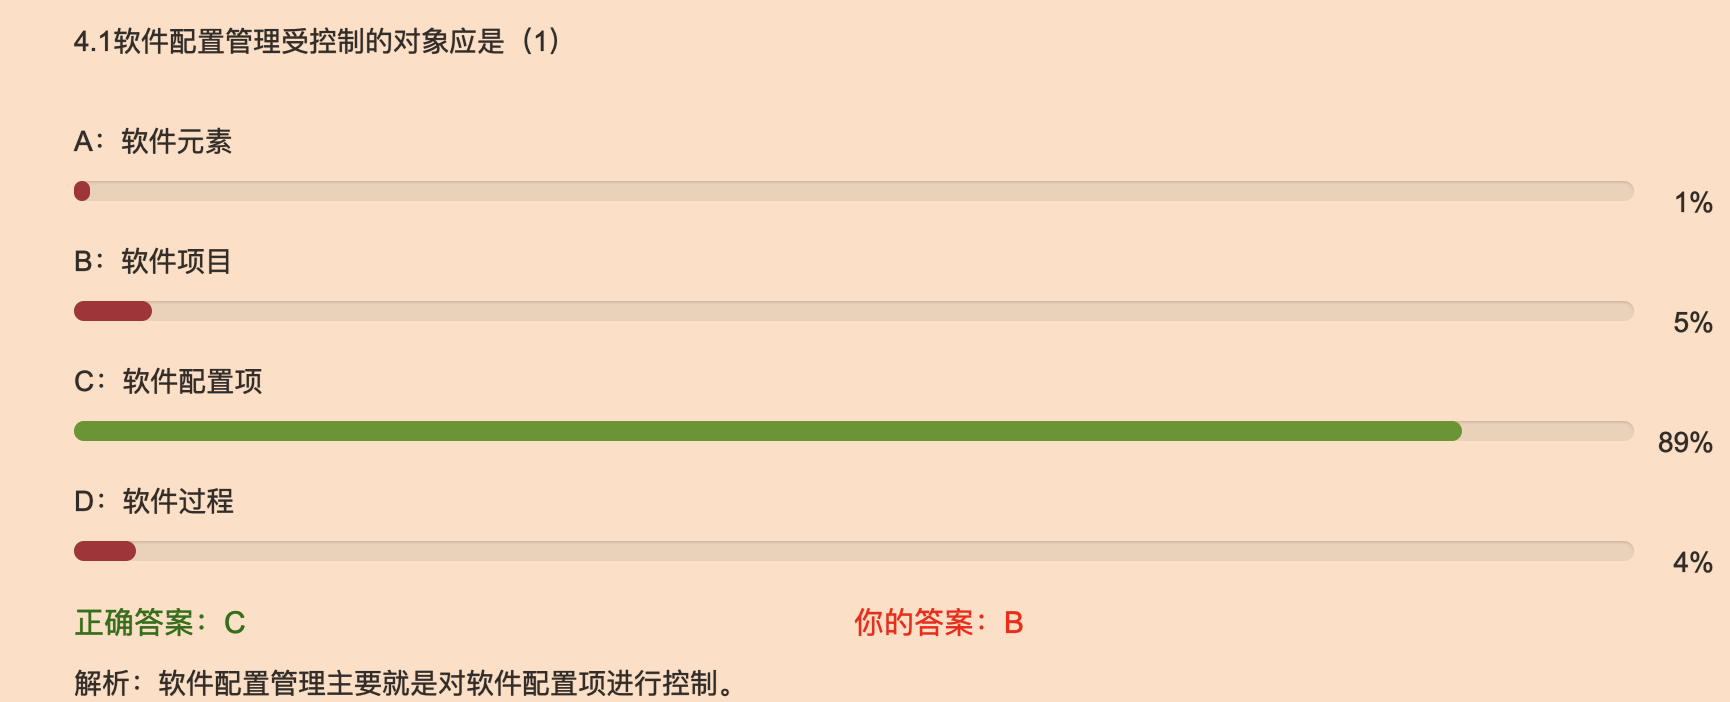 4.1软件配置管理受控制的对象应是（1）
A：软件元素
1%
B：软件项目
5%
C：软件配置项
89%
D：软件过程
4%
正确答案：C
你的答案：B
解析：软件配置管理主要就是对软件配置项进行控制。